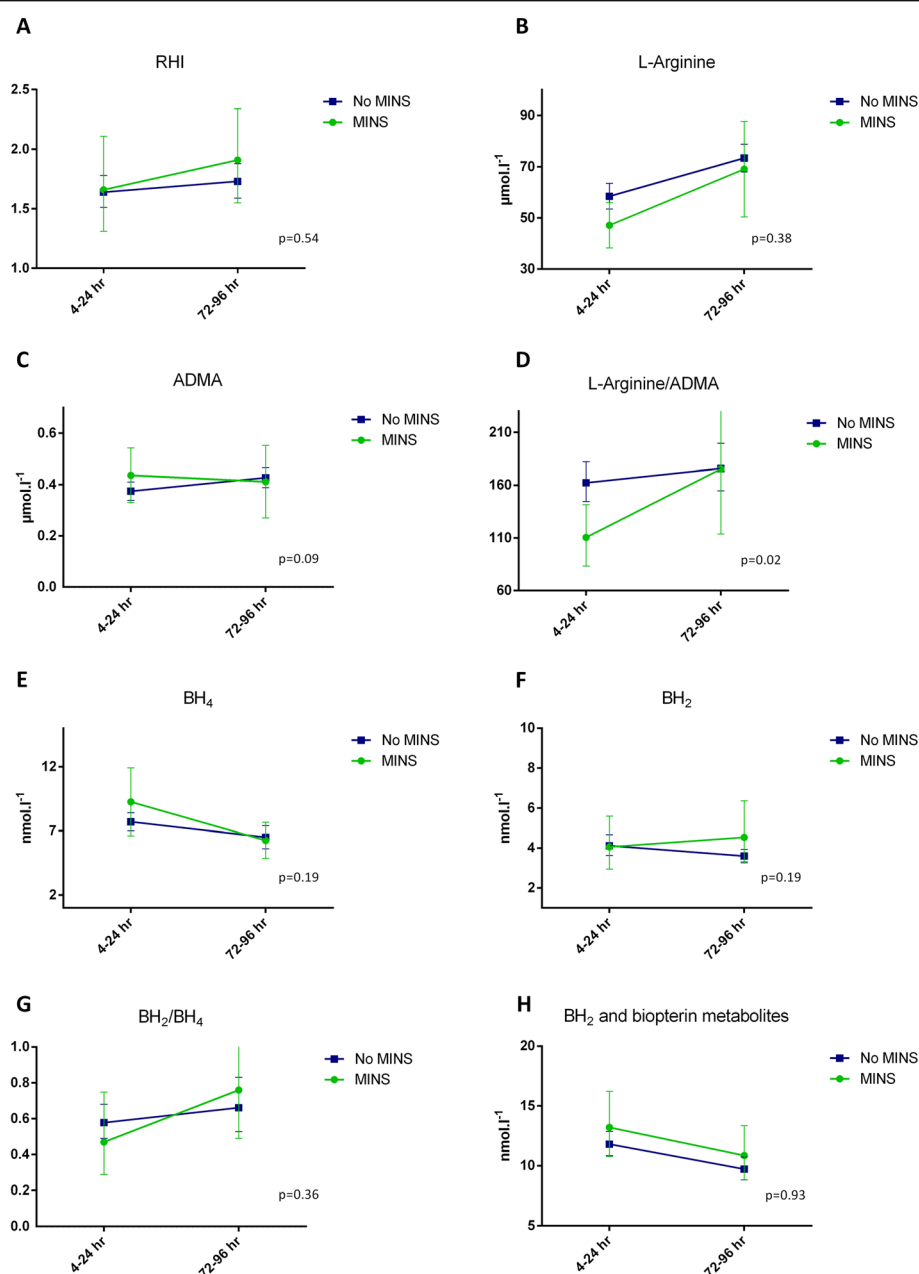 A
RHI
2.5
2.0
1.5
1.0
No MINS
MINS
p=0.54
4-24 hr
72-96 hr
B
L-Arginine
µmol.l⁻¹
90
70
50
30
No MINS
MINS
p=0.38
4-24 hr
72-96 hr
C
ADMA
µmol.l⁻¹
0.6
0.4
0.2
0.0
No MINS
MINS
p=0.09
4-24 hr
72-96 hr
D
L-Arginine/ADMA
210
160
110
60
No MINS
MINS
p=0.02
4-24 hr
72-96 hr
E
BH₄
nmol.l⁻¹
12
7
2
No MINS
MINS
p=0.19
4-24 hr
72-96 hr
F
BH₂
nmol.l⁻¹
10
8
6
4
2
No MINS
MINS
p=0.19
4-24 hr
72-96 hr
G
BH₂/BH₄
1.0
0.8
0.6
0.4
0.2
0.0
No MINS
MINS
p=0.36
4-24 hr
72-96 hr
H
BH₂ and biopterin metabolites
nmol.l⁻¹
20
15
10
5
No MINS
MINS
p=0.93
4-24 hr
72-96 hr